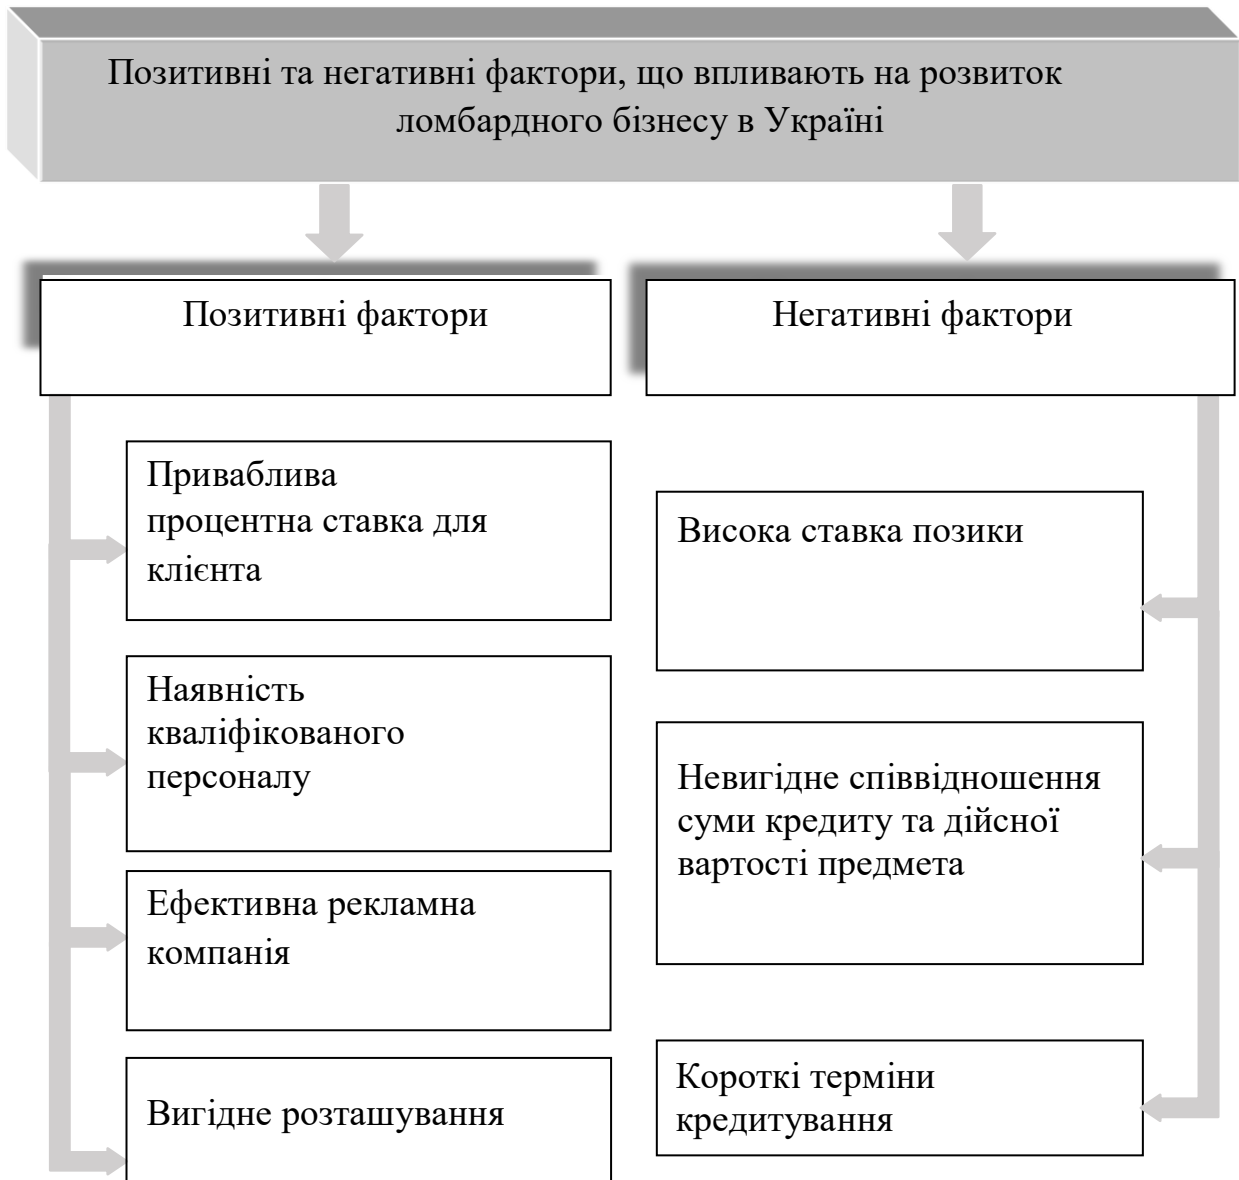 Позитивні та негативні фактори, що впливають на розвиток
ломбардного бізнесу в Україні
Позитивні фактори
Негативні фактори
Приваблива
процентна ставка для
клієнта
Наявність
кваліфікованого
персоналу
Ефективна рекламна
компанія
Вигідне розташування
Висока ставка позики
Невигідне співвідношення
суми кредиту та дійсної
вартості предмета
Короткі терміни
кредитування